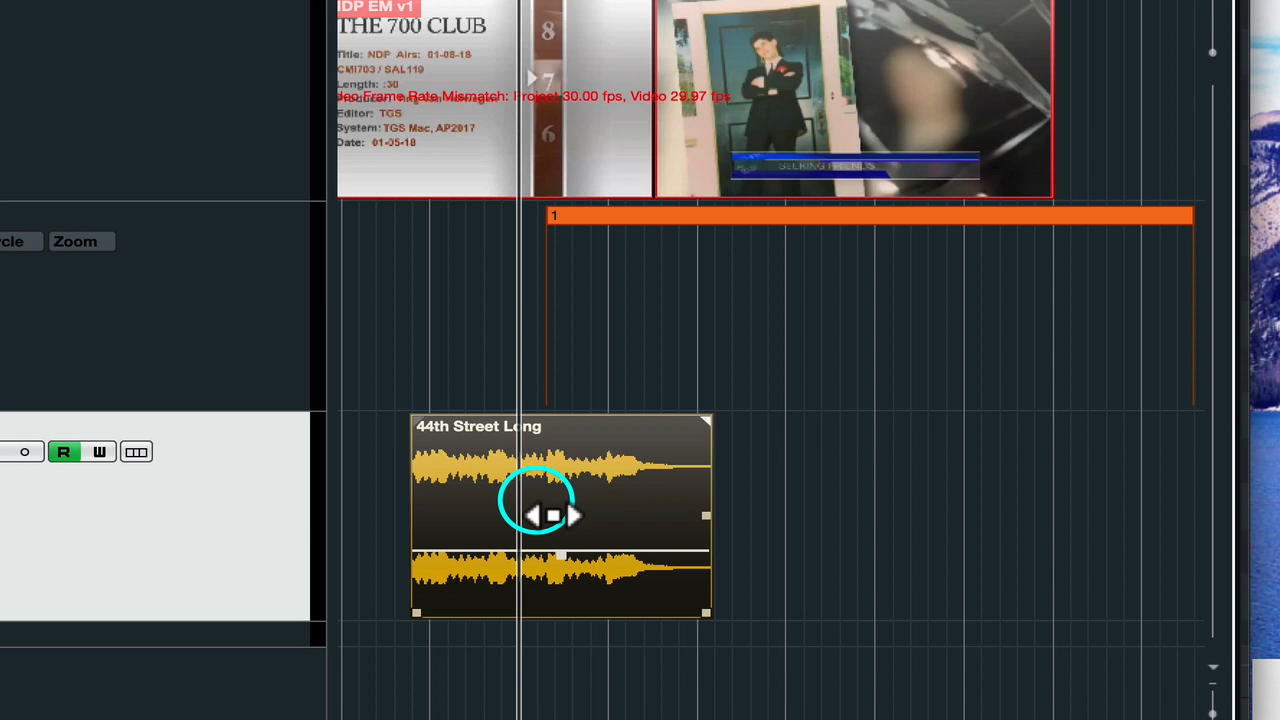 IDP EM v1
THE 700 CLUB
Title: NDP Airs: 01-08-18
CMI703 / SAL119
Length: :30
Editor: TGS
System: TGS Mac, AP2017
Date: 01-05-18
8
7
6
deo Frame Rate Mismatch: Project 30.00 fps, Video 29.97 fps
SEEKING FRIENDS
1
ycle
Zoom
44th Street Long
R
W